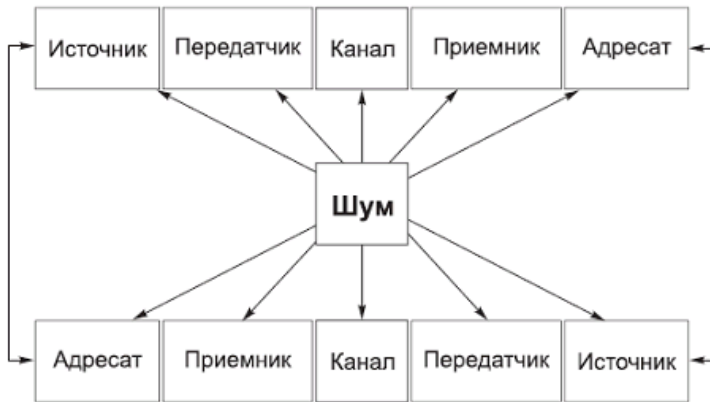 Источник Передатчик Канал Приемник Адресат
Шум
Адресат Приемник Канал Передатчик Источник